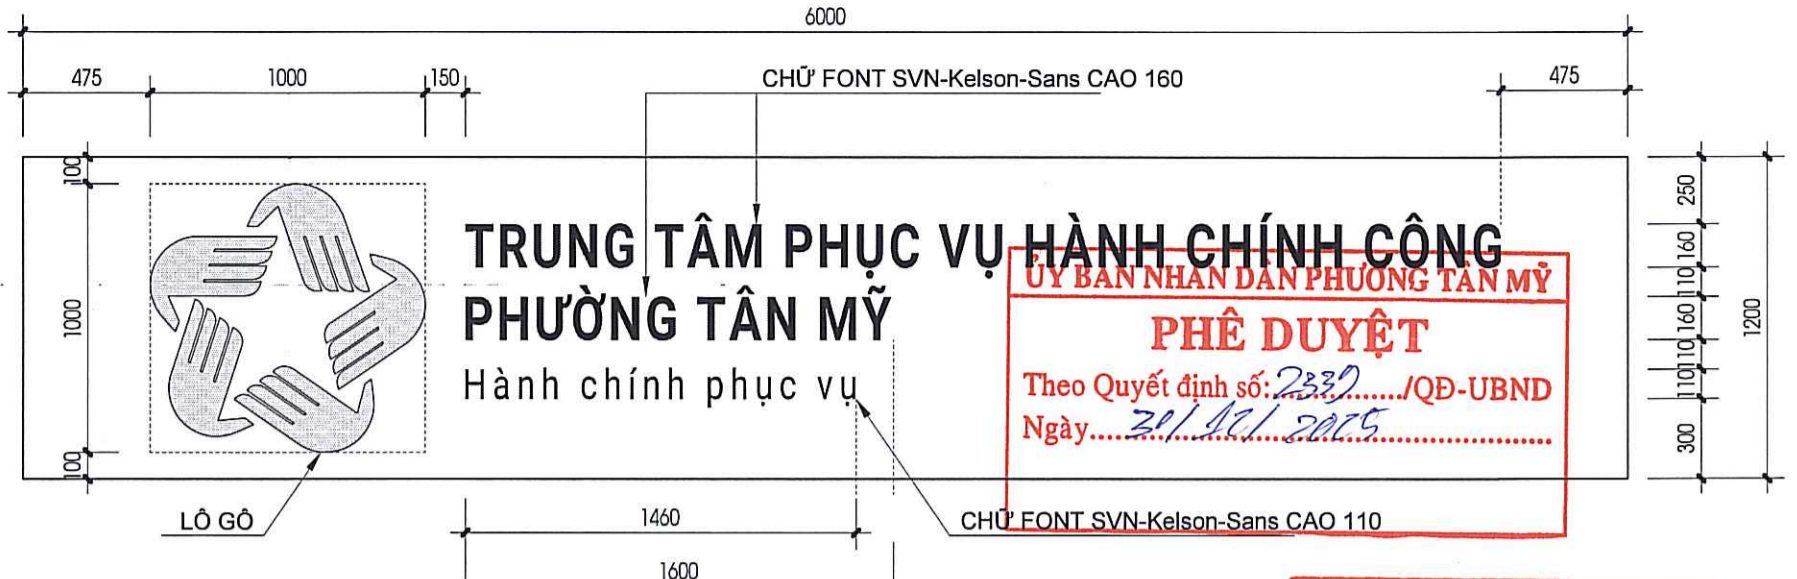 6000
475 1000 150 CHỮ FONT SVN-Kelson-Sans CAO 160 475
100
1000
100
TRUNG TÂM PHỤC VỤ HÀNH CHÍNH CÔNG
PHƯỜNG TÂN MỸ
Hành chính phục vụ
ỦY BAN NHÂN DÂN PHƯỜNG TÂN MỸ
PHÊ DUYỆT
Theo Quyết định số: 2339 /QĐ-UBND
Ngày 30/12/2025
250
160
110
160
110
110
300
1200
LÔ GÔ
1460
CHỮ FONT SVN-Kelson-Sans CAO 110
1600